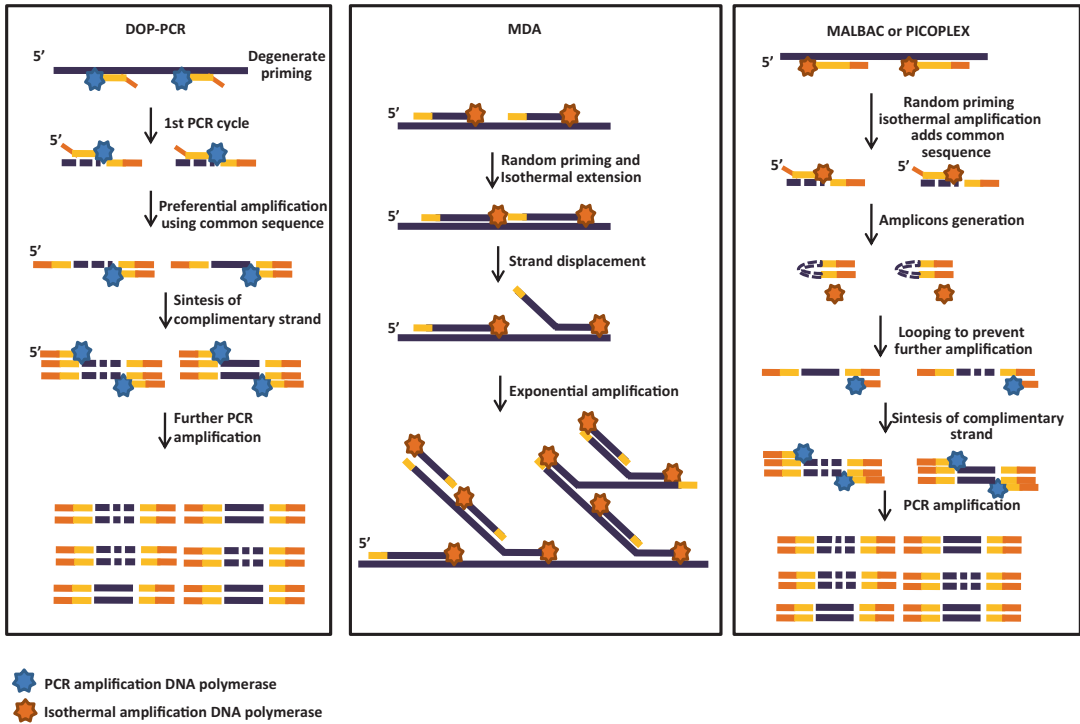 DOP-PCR
5’
Degenerate
priming
1st PCR cycle
5’
5’
Preferential amplification
using common sequence
5’
Sintesis of
complimentary strand
5’
Further PCR
amplification
MDA
5’
Random priming and
Isothermal extension
5’
Strand displacement
5’
Exponential amplification
5’
MALBAC or PICOPLEX
5’
Random priming
isothermal amplification
adds common
sesquence
5’
5’
Amplicons generation
Looping to prevent
further amplification
Sintesis of complimentary
strand
PCR amplification
PCR amplification DNA polymerase
Isothermal amplification DNA polymerase